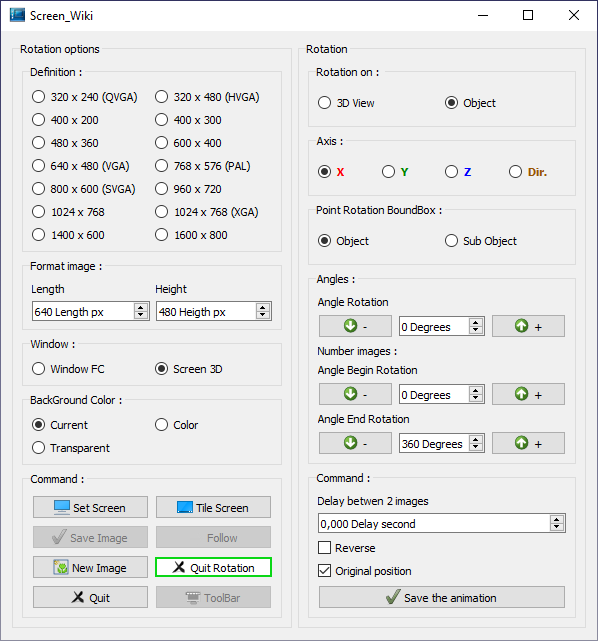 Screen_Wiki
Rotation options
Definition :
320 x 240 (QVGA)
320 x 480 (HVGA)
400 x 200
400 x 300
480 x 360
600 x 400
640 x 480 (VGA)
768 x 576 (PAL)
800 x 600 (SVGA)
960 x 720
1024 x 768
1024 x 768 (XGA)
1400 x 600
1600 x 800
Format image :
Length
Height
640 Length px
480 Heigth px
Window :
Window FC
Screen 3D
BackGround Color :
Current
Color
Transparent
Command :
Set Screen
Tile Screen
Save Image
Follow
New Image
Quit Rotation
Quit
ToolBar
Rotation
Rotation on :
3D View
Object
Axis :
X
Y
Z
Dir.
Point Rotation BoundBox :
Object
Sub Object
Angles :
Angle Rotation
-
0 Degrees
+
Number images :
Angle Begin Rotation
-
0 Degrees
+
Angle End Rotation
-
360 Degrees
+
Command :
Delay betwen 2 images
0,000 Delay second
Reverse
Original position
Save the animation